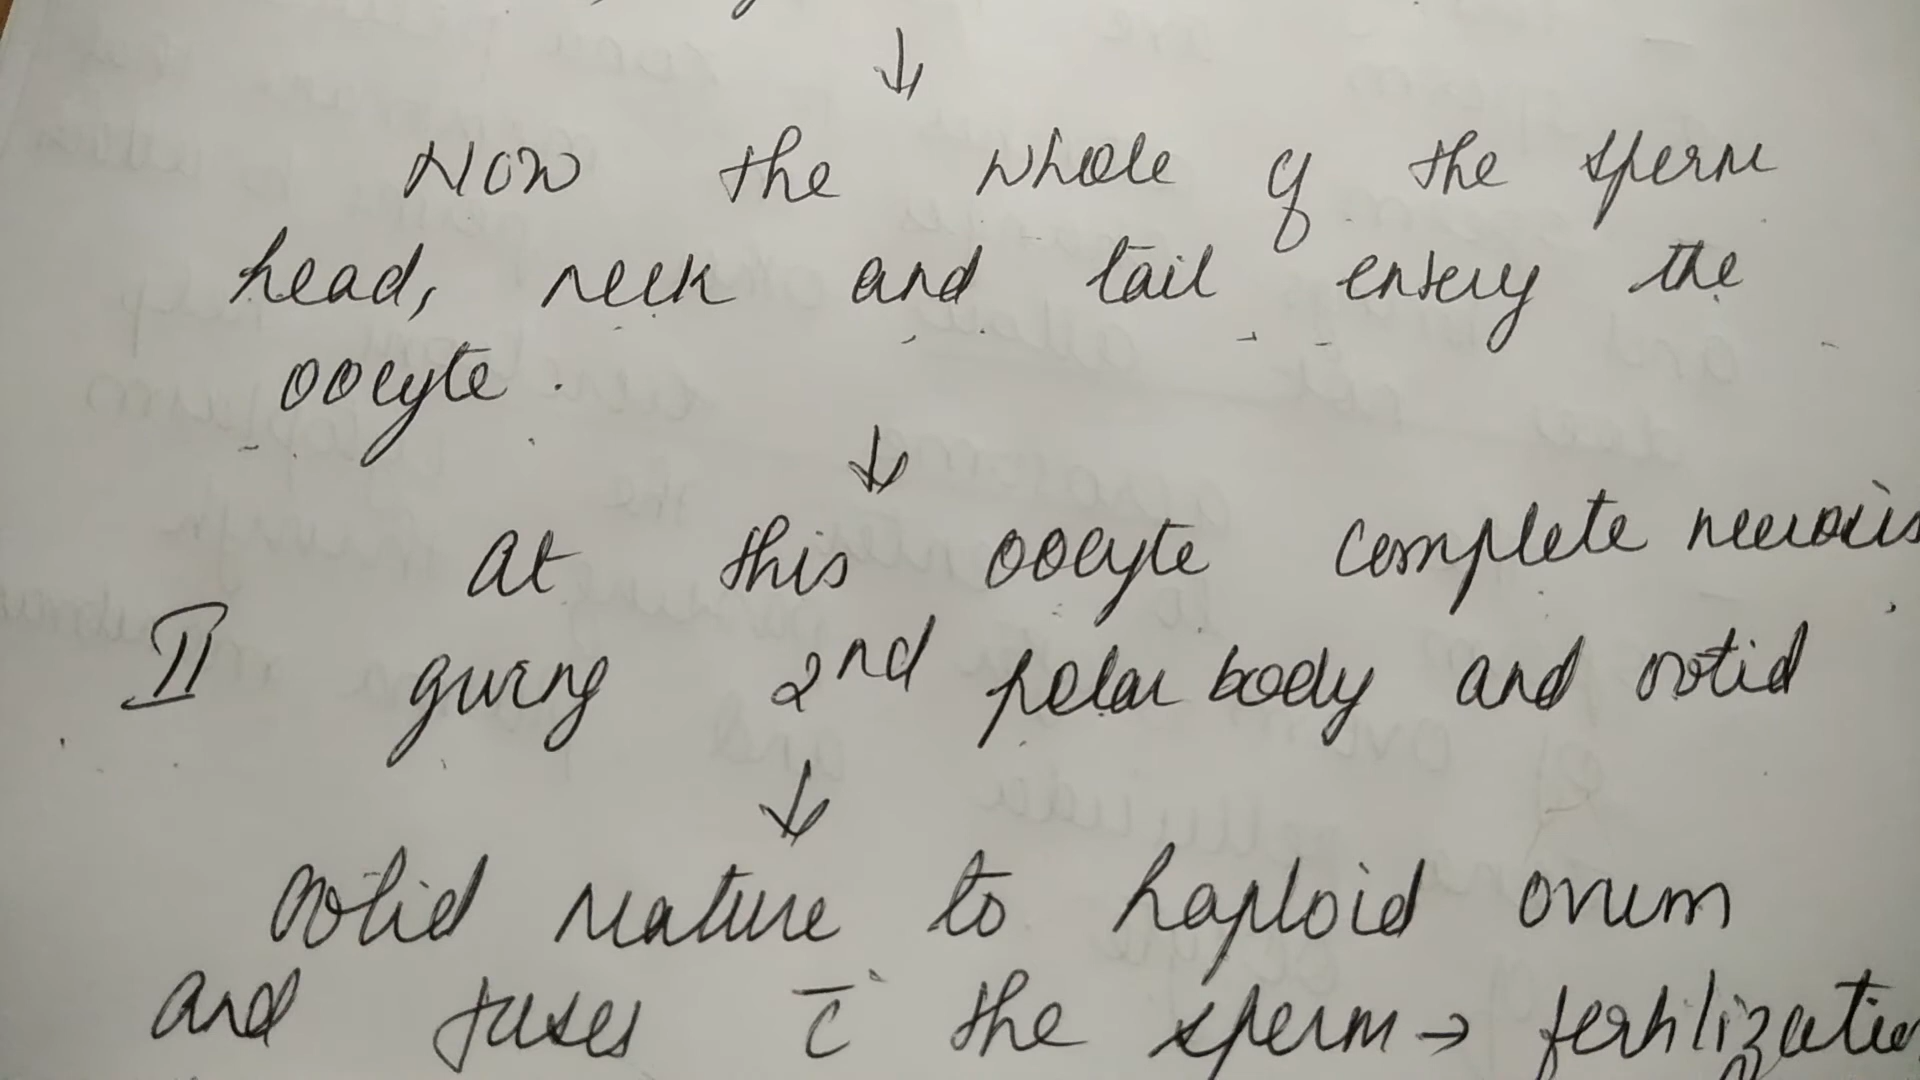 ↓
Now the whole of the sperm
head, neck and tail entery the
oocyte.
↓
At this oocyte complete meiosis
II giving 2nd polar body and ootid
↓
Ootid mature to haploid ovum
and fuses c̄ the sperm → fertilization